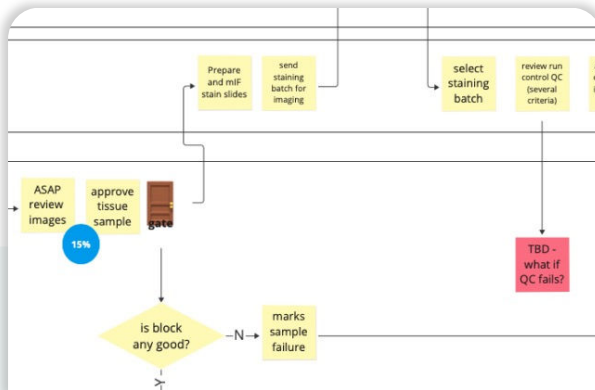 Prepare
and mIF
stain slides
send
staining
batch for
imaging
select
staining
batch
review run
control QC
(several
criteria)
ASAP
review
images
approve
tissue
sample
gate
15%
TBD -
what if
QC fails?
is block
any good?
N
marks
sample
failure
Y